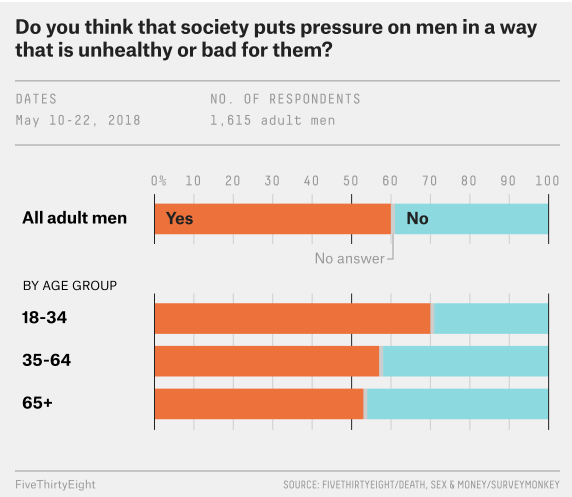 Do you think that society puts pressure on men in a way
that is unhealthy or bad for them?
DATES
NO. OF RESPONDENTS
May 10-22, 2018
1,615 adult men
0% 10 20 30 40 50 60 70 80 90 100
All adult men
Yes
No
No answer
BY AGE GROUP
18-34
35-64
65+
FiveThirtyEight
SOURCE: FIVETHIRTYEIGHT/DEATH, SEX & MONEY/SURVEYMONKEY